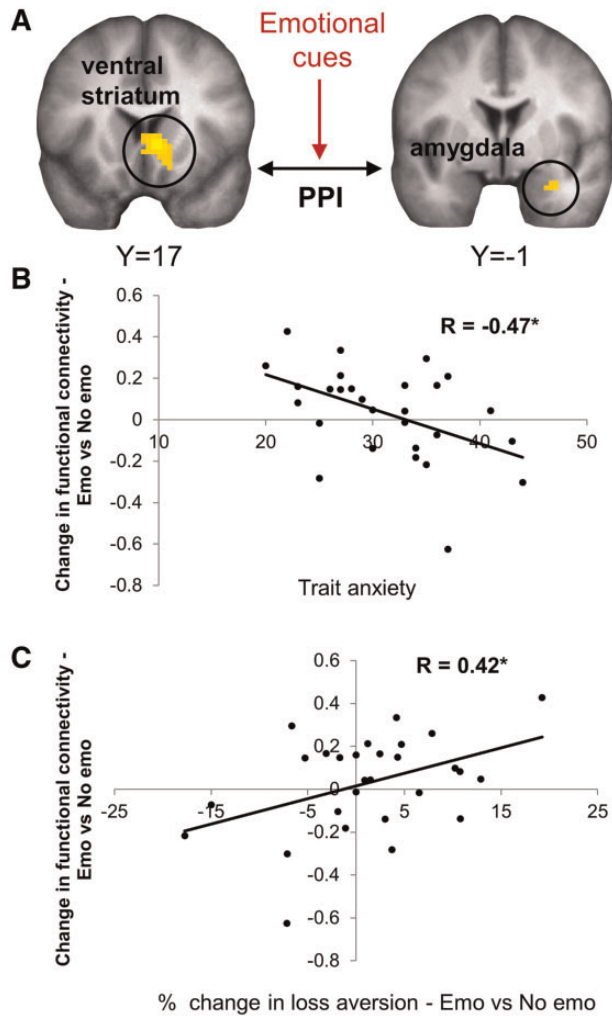 A
Emotional
cues
ventral
striatum
amygdala
PPI
Y=17
Y=-1
B
Change in functional connectivity -
Emo vs No emo
0.6
0.4
0.2
0
-0.2
-0.4
-0.6
-0.8
10
20
30
40
50
R = -0.47*
Trait anxiety
C
Change in functional connectivity -
Emo vs No emo
0.6
0.4
0.2
0
-0.2
-0.4
-0.6
-0.8
-25
-15
-5
5
15
25
R = 0.42*
% change in loss aversion - Emo vs No emo